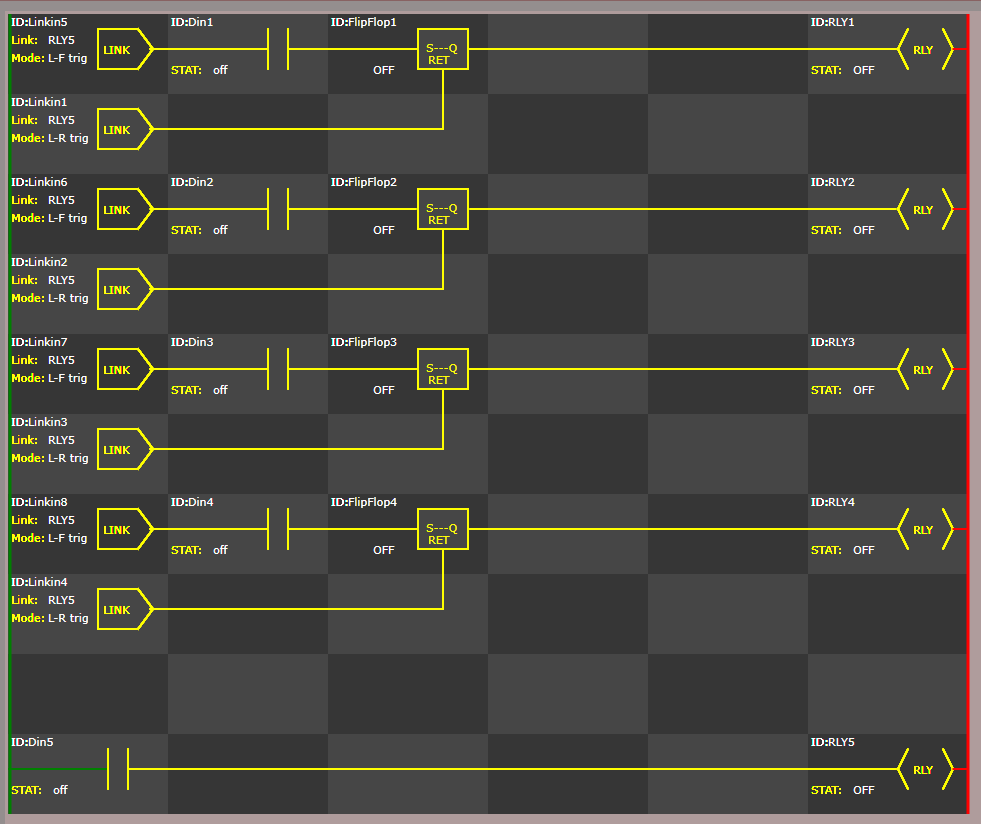 ID:Linkin5 ID:Din1 ID:FlipFlop1 ID:RLY1
Link: RLY5
LINK S---Q RLY
Mode: L-F trig RET
STAT: off OFF STAT: OFF
ID:Linkin1
Link: RLY5
LINK
Mode: L-R trig
ID:Linkin6 ID:Din2 ID:FlipFlop2 ID:RLY2
Link: RLY5
LINK S---Q RLY
Mode: L-F trig RET
STAT: off OFF STAT: OFF
ID:Linkin2
Link: RLY5
LINK
Mode: L-R trig
ID:Linkin7 ID:Din3 ID:FlipFlop3 ID:RLY3
Link: RLY5
LINK S---Q RLY
Mode: L-F trig RET
STAT: off OFF STAT: OFF
ID:Linkin3
Link: RLY5
LINK
Mode: L-R trig
ID:Linkin8 ID:Din4 ID:FlipFlop4 ID:RLY4
Link: RLY5
LINK S---Q RLY
Mode: L-F trig RET
STAT: off OFF STAT: OFF
ID:Linkin4
Link: RLY5
LINK
Mode: L-R trig
ID:Din5 ID:RLY5
RLY
STAT: off STAT: OFF